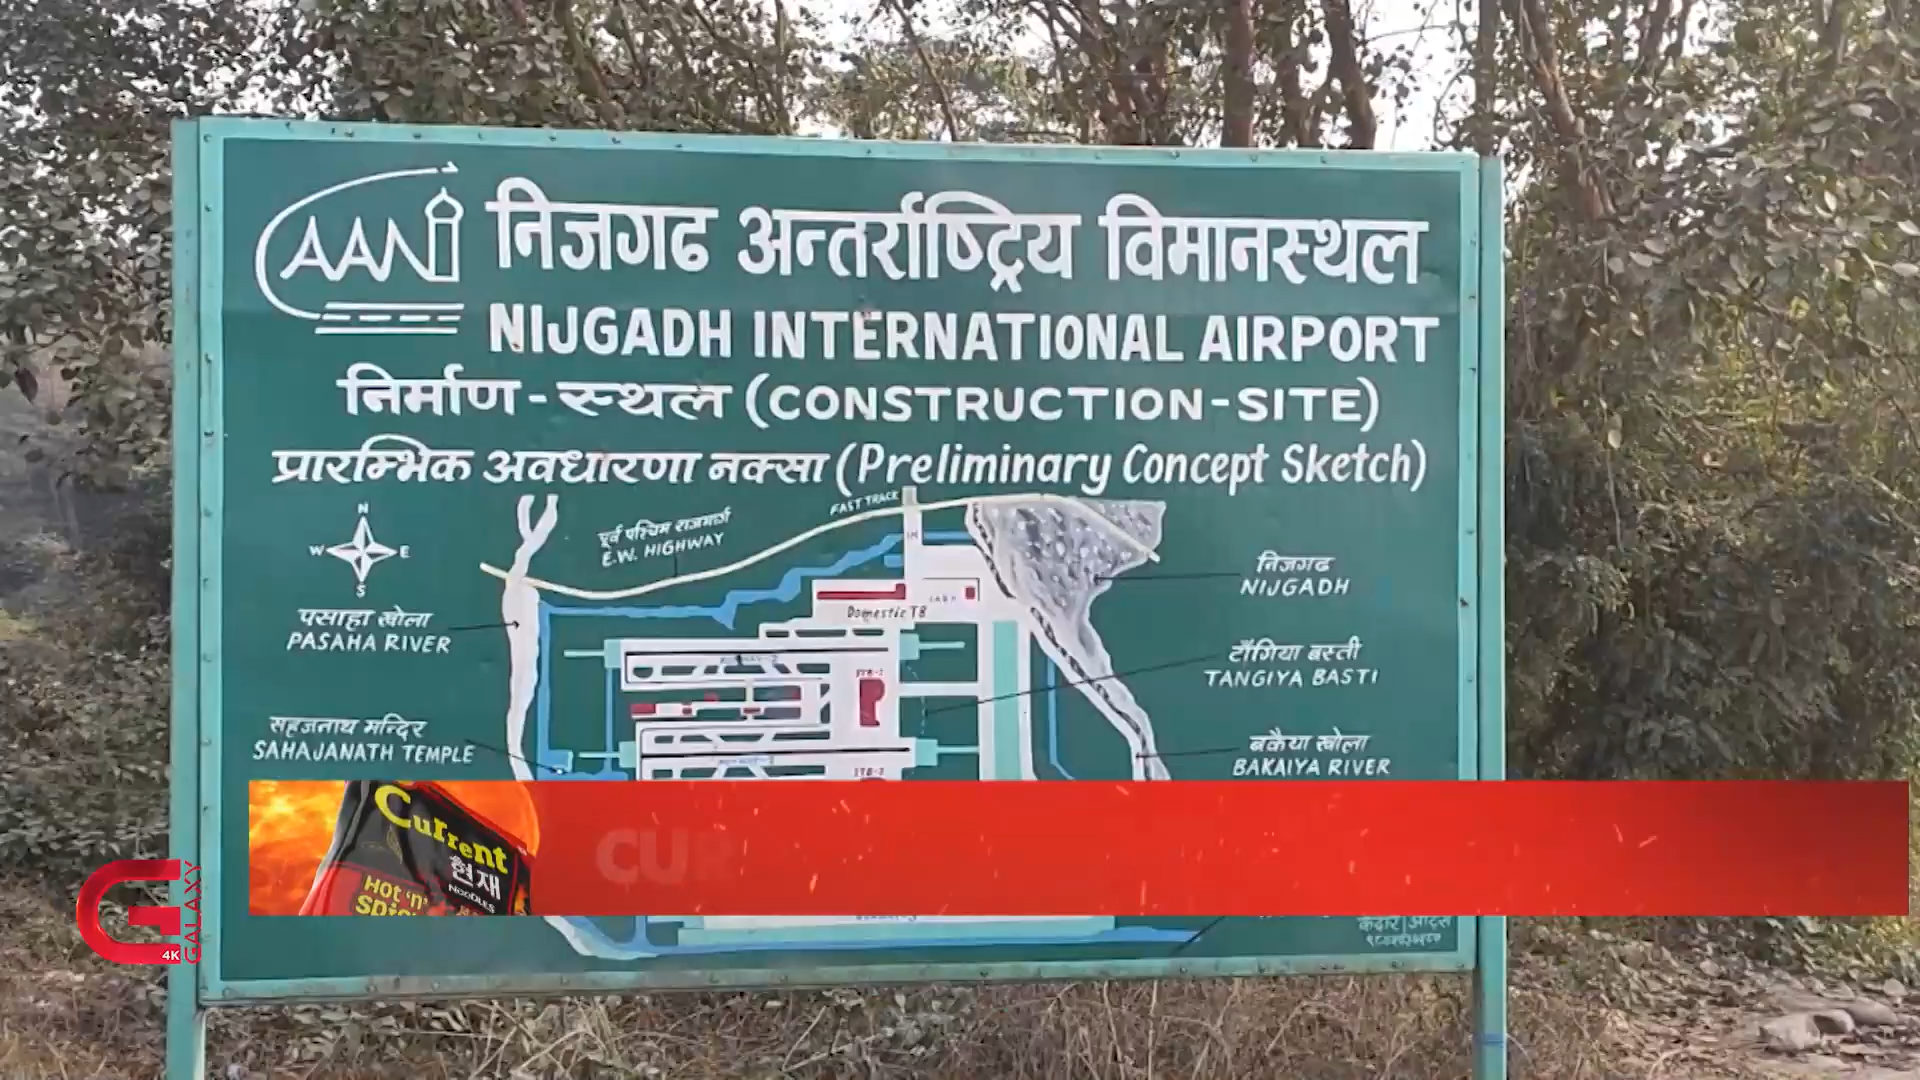 CAAN
निजगढ अन्तर्राष्ट्रिय विमानस्थल
NIJGADH INTERNATIONAL AIRPORT
निर्माण-स्थल (CONSTRUCTION-SITE)
प्रारम्भिक अवधारणा नक्सा (Preliminary Concept Sketch)
N
W E
S
पूर्व पश्चिम राजमार्ग
E.W. HIGHWAY
FAST TRACK
निजगढ
NIJGADH
पसाहा खोला
PASAHA RIVER
Domestic TB
टाँगिया बस्ती
TANGIYA BASTI
सहजनाथ मन्दिर
SAHAJANATH TEMPLE
बकैया खोला
BAKAIYA RIVER
Current
현재
NOODLES
HOT 'n'
CUR
G
GALAXY
4K